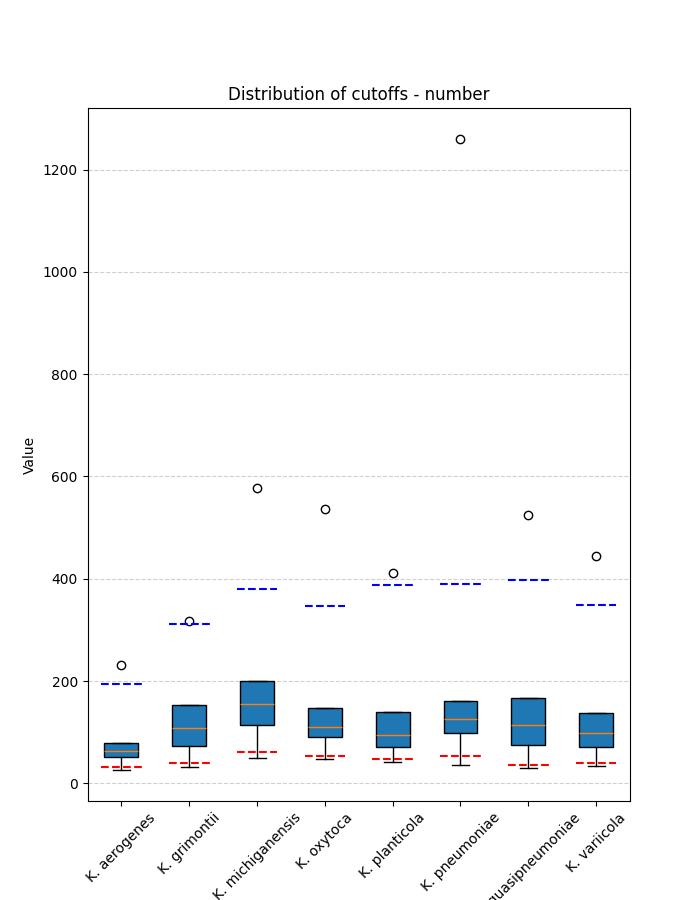 Distribution of cutoffs - number
Value
1200
1000
800
600
400
200
0
K. aerogenes
K. grimontii
K. michiganensis
K. oxytoca
K. planticola
K. pneumoniae
quasipneumoniae
K. variicola